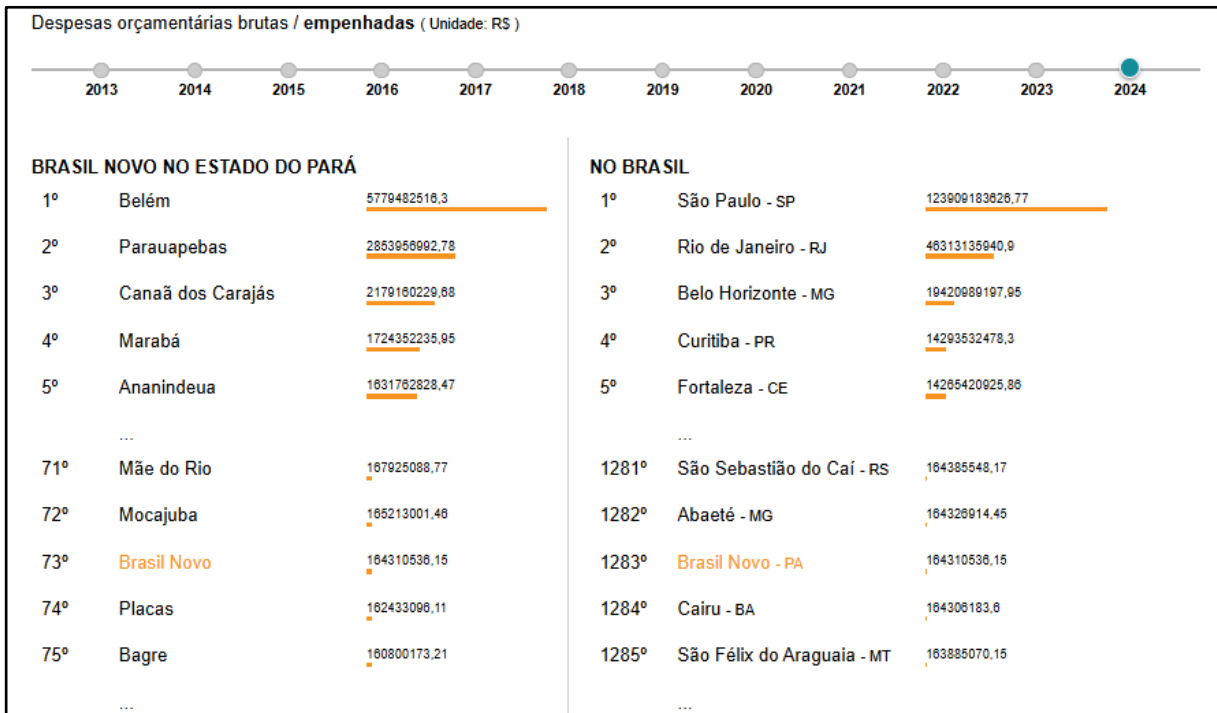 Despesas orçamentárias brutas / empenhadas ( Unidade: R$ )
2013 2014 2015 2016 2017 2018 2019 2020 2021 2022 2023 2024
BRASIL NOVO NO ESTADO DO PARÁ
1º Belém 5779482516,3
2º Parauapebas 2853956992,78
3º Canaã dos Carajás 2179160229,68
4º Marabá 1724352235,95
5º Ananindeua 1631762828,47
...
71º Mãe do Rio 167925088,77
72º Mocajuba 165213001,46
73º Brasil Novo 164310536,15
74º Placas 162433096,11
75º Bagre 160800173,21
...
NO BRASIL
1º São Paulo - SP 123909183626,77
2º Rio de Janeiro - RJ 46313135940,9
3º Belo Horizonte - MG 19420989197,95
4º Curitiba - PR 14293532478,3
5º Fortaleza - CE 14265420925,86
...
1281º São Sebastião do Caí - RS 164385548,17
1282º Abaeté - MG 164326914,45
1283º Brasil Novo - PA 164310536,15
1284º Cairu - BA 164306183,6
1285º São Félix do Araguaia - MT 163885070,15
...